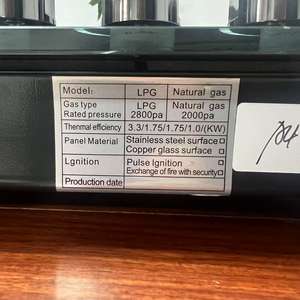 Model: LPG Natural gas
Gas type LPG Natural gas
Rated pressure 2800pa 2000pa
Thermal efficiency 3.3/1.75/1.75/1.0/(KW)
Panel Material Stainless steel surface□
Copper glass surface□
Lgnition Pulse Ignition □
Exchange of fire with security□
Production date